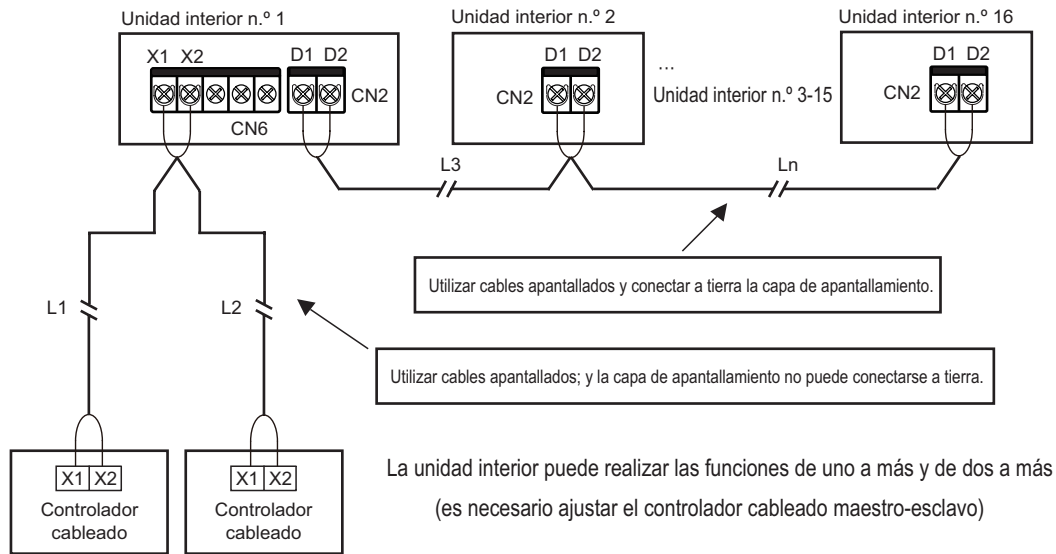 Unidad interior n.º 1
Unidad interior n.º 2
Unidad interior n.º 16
X1 X2
D1 D2
CN2
CN6
D1 D2
CN2
...
Unidad interior n.º 3-15
D1 D2
CN2
L3
Ln
Utilizar cables apantallados y conectar a tierra la capa de apantallamiento.
L1
L2
Utilizar cables apantallados; y la capa de apantallamiento no puede conectarse a tierra.
X1 X2
Controlador
cableado
X1 X2
Controlador
cableado
La unidad interior puede realizar las funciones de uno a más y de dos a más
(es necesario ajustar el controlador cableado maestro-esclavo)